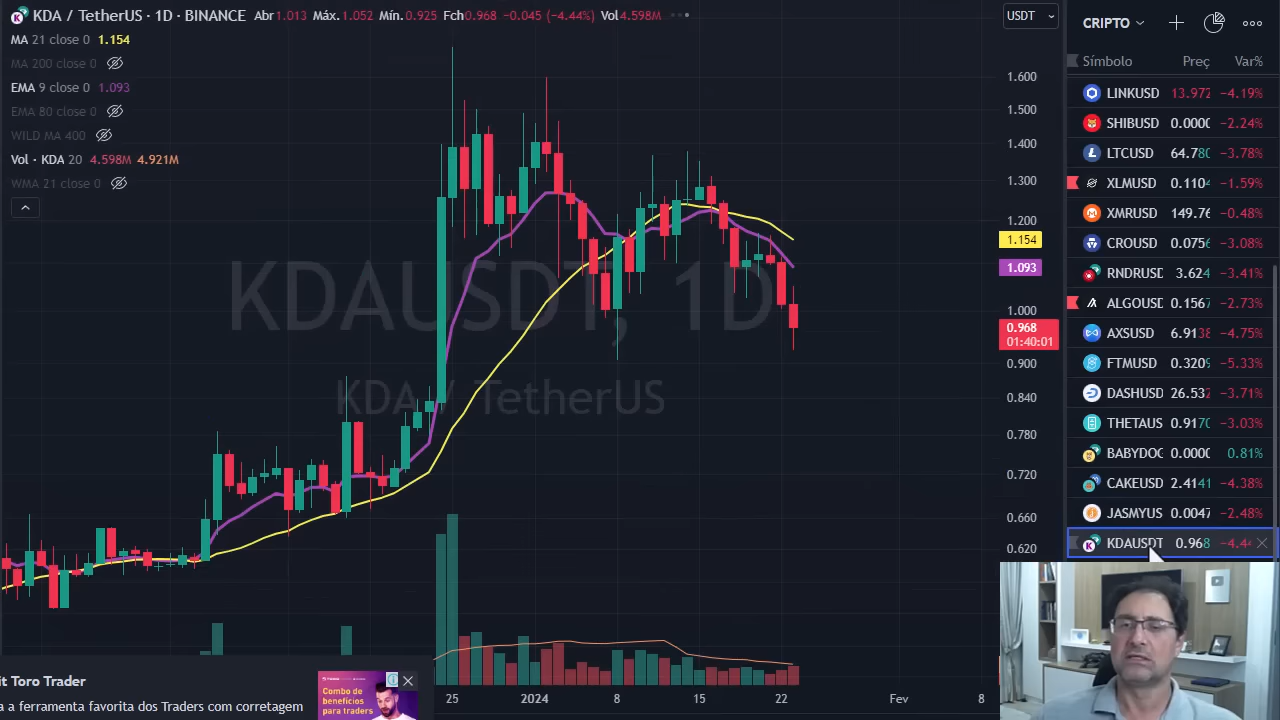 KDA / TetherUS · 1D · BINANCE Abr1.013 Máx.1.052 Mín.0.925 Fch0.968 -0.045 (-4.44%) Vol4.598M
MA 21 close 0 1.154
MA 200 close 0
EMA 9 close 0 1.093
EMA 80 close 0
WILD MA 400
Vol · KDA 20 4.598M 4.921M
WMA 21 close 0
KDAUSDT, 1D
KDA / TetherUS
USDT
1.600
1.500
1.400
1.300
1.200
1.154
1.093
1.000
0.968
01:40:01
0.900
0.840
0.780
0.720
0.660
0.620
25 2024 8 15 22 Fev 8
CRIPTO
Símbolo Preç Var%
LINKUSD 13.972 −4.19%
SHIBUSD 0.0000 −2.24%
LTCUSD 64.780 −3.78%
XLMUSD 0.1104 −1.59%
XMRUSD 149.76 −0.48%
CROUSD 0.0756 −3.08%
RNDRUSD 3.624 −3.41%
ALGOUSD 0.1567 −2.73%
AXSUSD 6.9138 −4.75%
FTMUSD 0.3209 −5.33%
DASHUSD 26.532 −3.71%
THETAUS 0.9170 −3.03%
BABYDOC 0.0000 0.81%
CAKEUSD 2.4141 −4.38%
JASMYUS 0.0047 −2.48%
KDAUSDT 0.968 −4.44
it Toro Trader
a a ferramenta favorita dos Traders com corretagem
Combo de
benefícios
para traders